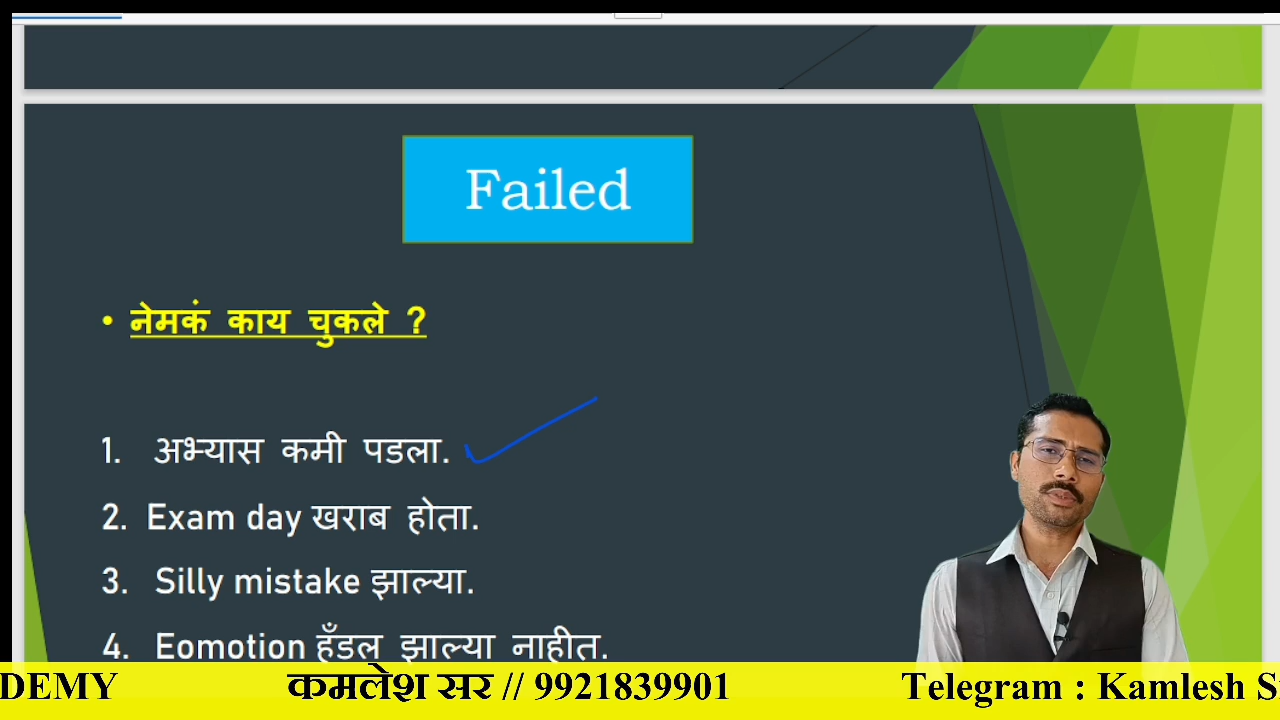 Failed
• नेमकं काय चुकले ?
1. अभ्यास कमी पडला.
2. Exam day खराब होता.
3. Silly mistake झाल्या.
4. Eomotion हँडल झाल्या नाहीत.
DEMY कमलेश सर // 9921839901 Telegram : Kamlesh S